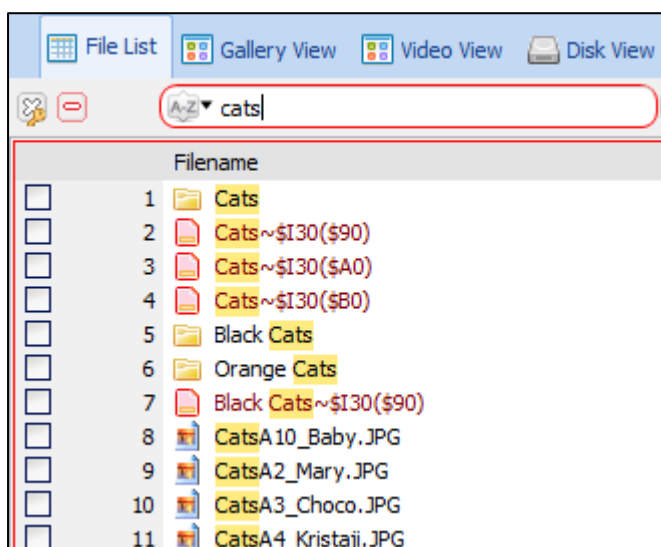 File List Gallery View Video View Disk View
A-Z cats
Filename
1 Cats
2 Cats~$I30($90)
3 Cats~$I30($A0)
4 Cats~$I30($B0)
5 Black Cats
6 Orange Cats
7 Black Cats~$I30($90)
8 CatsA10_Baby.JPG
9 CatsA2_Mary.JPG
10 CatsA3_Choco.JPG
11 CatsA4_Kristaji.JPG